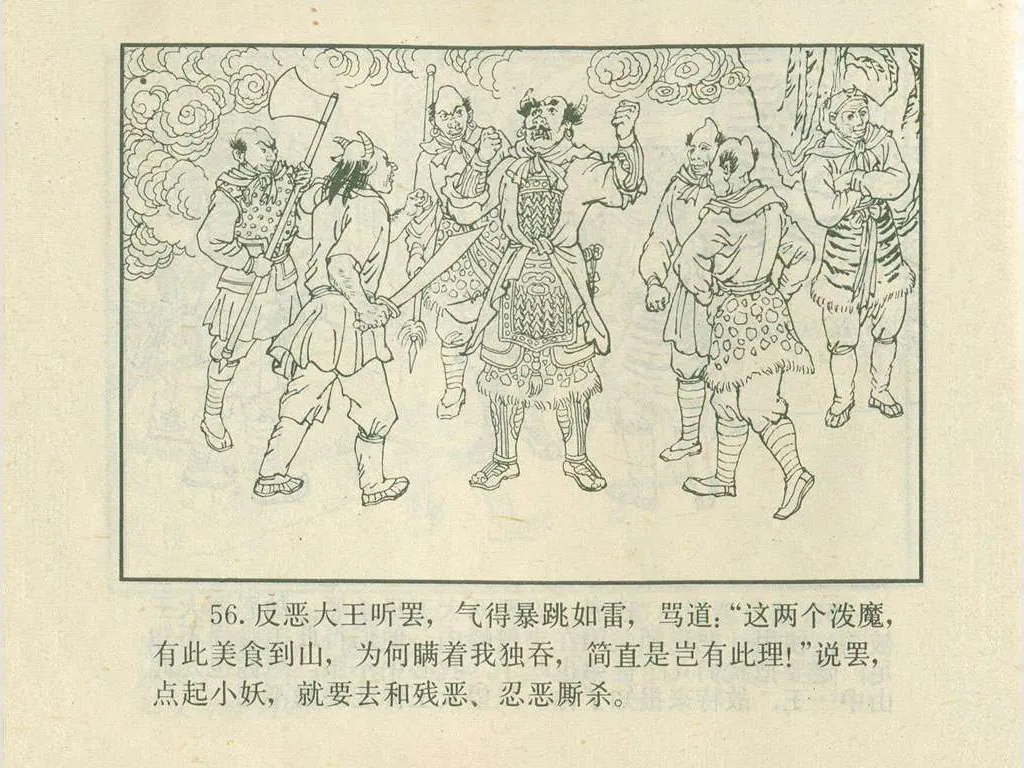 56. 反恶大王听罢，气得暴跳如雷，骂道：“这两个泼魔，
有此美食到山，为何瞒着我独吞，简直是岂有此理！”说罢，
点起小妖，就要去和残恶、忍恶厮杀。